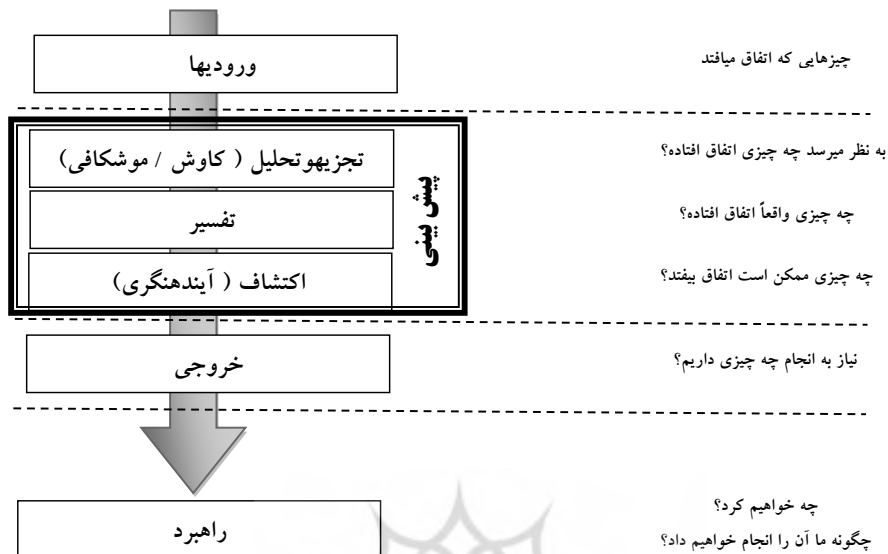 ورودیها
چیزهایی که اتفاق میافتد
تجزیهوتحلیل ( کاوش / موشکافی)
به نظر میرسد چه چیزی اتفاق افتاده؟
پیش بینی
تفسیر
چه چیزی واقعاً اتفاق افتاده؟
اکتشاف ( آیندهنگری)
چه چیزی ممکن است اتفاق بیفتد؟
خروجی
نیاز به انجام چه چیزی داریم؟
راهبرد
چه خواهیم کرد؟
چگونه ما آن را انجام خواهیم داد؟